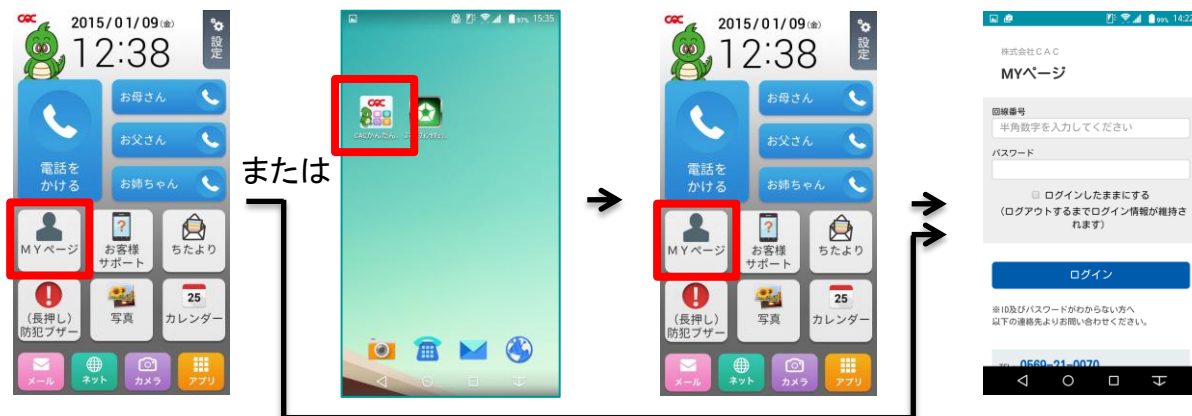 CAC
2015/01/09(金)
12:38
設定
お母さん
お父さん
お姉ちゃん
電話を
かける
MYページ
お客様
サポート
ちたより
(長押し)
防犯ブザー
写真
25
カレンダー
メール
ネット
カメラ
アプリ
または
97% 15:35
CAC
CACかんたん..
CAC
2015/01/09(金)
12:38
設定
お母さん
お父さん
お姉ちゃん
電話を
かける
MYページ
お客様
サポート
ちたより
(長押し)
防犯ブザー
写真
25
カレンダー
メール
ネット
カメラ
アプリ
99% 14:22
株式会社CAC
MYページ
回線番号
半角数字を入力してください
パスワード
ログインしたままにする
(ログアウトするまでログイン情報が維持さ
れます)
ログイン
※ID及びパスワードがわからない方へ
以下の連絡先よりお問い合わせください。
TEL 0569-21-0070